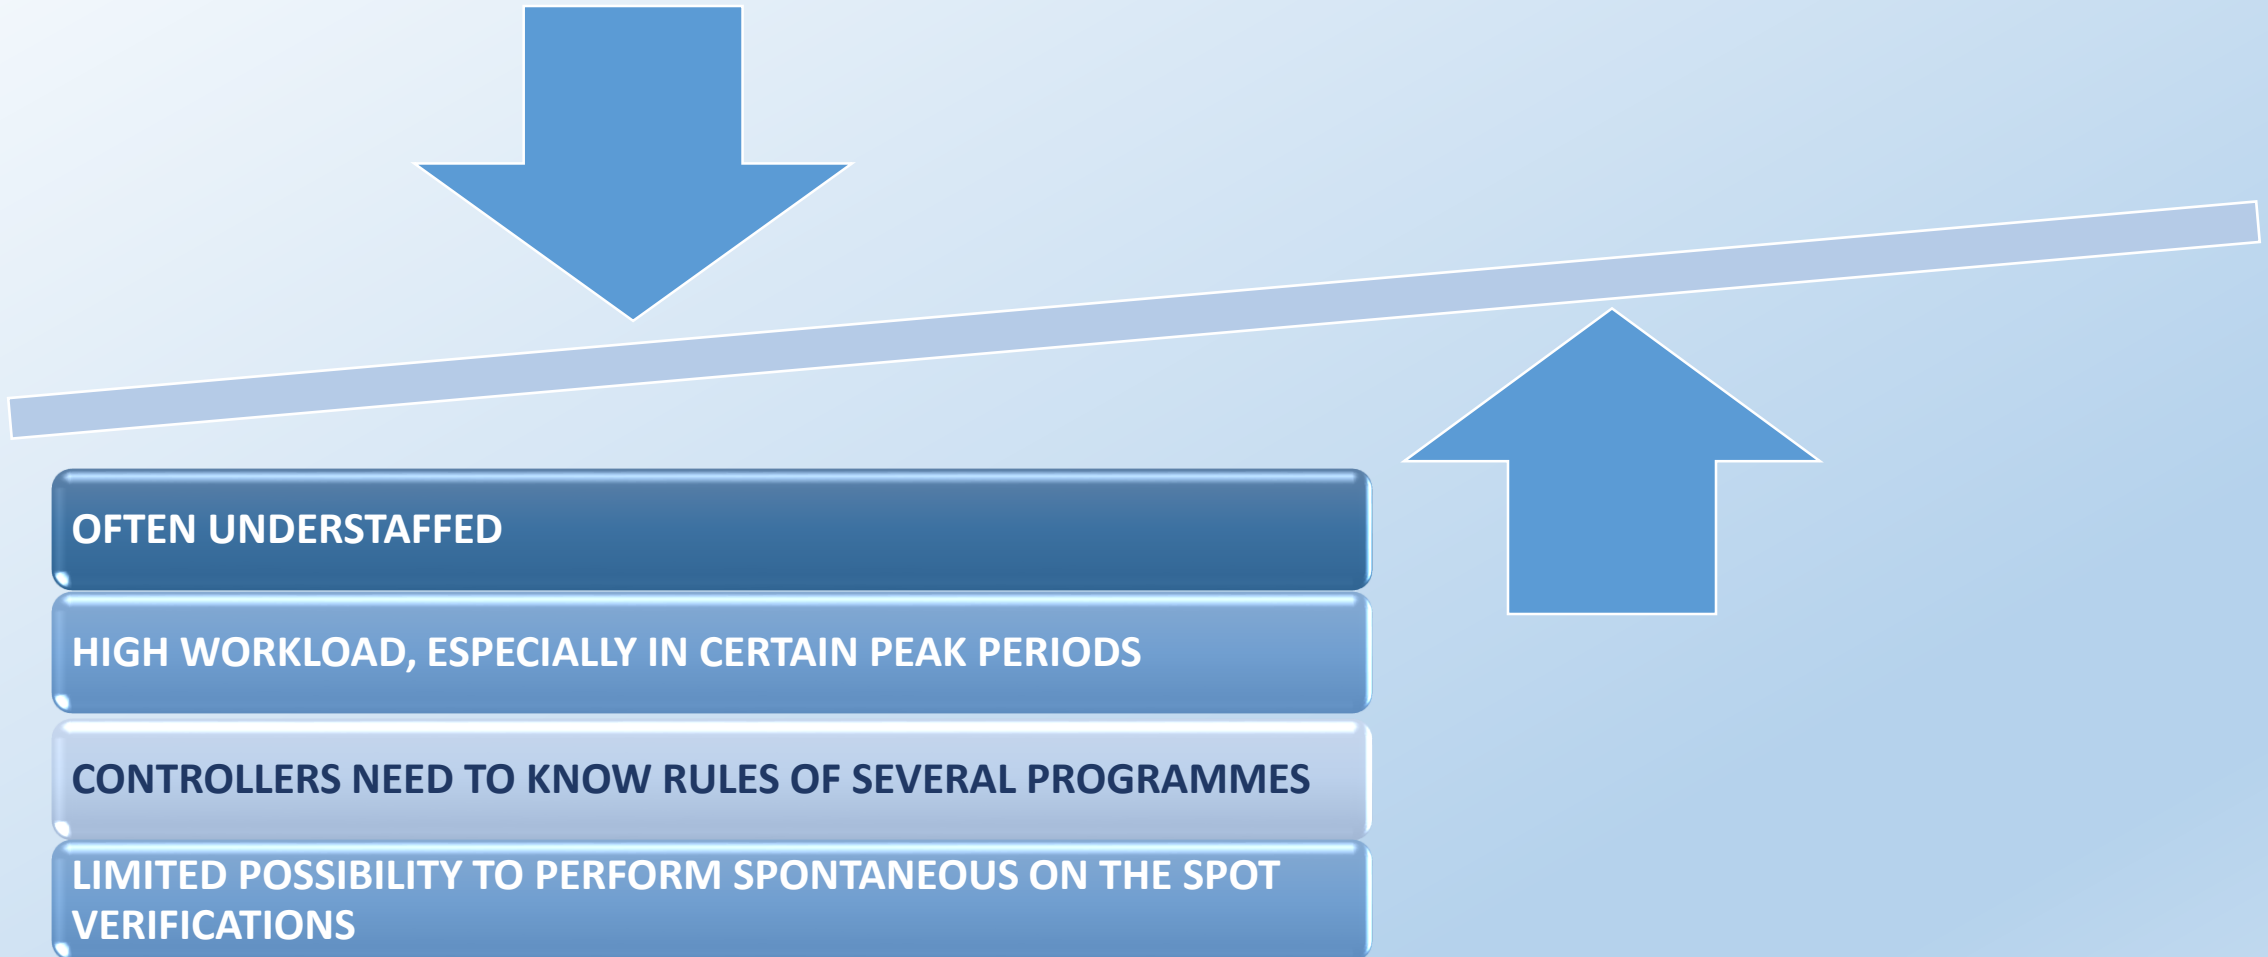 OFTEN UNDERSTAFFED
HIGH WORKLOAD, ESPECIALLY IN CERTAIN PEAK PERIODS
CONTROLLERS NEED TO KNOW RULES OF SEVERAL PROGRAMMES
LIMITED POSSIBILITY TO PERFORM SPONTANEOUS ON THE SPOT
VERIFICATIONS